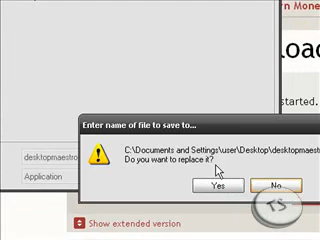 n Mone
load
started.
Enter name of file to save to...
C:\Documents and Settings\user\Desktop\desktopmaestr
Do you want to replace it?
desktopmaestro
Application
Yes
No
TS
Show extended version